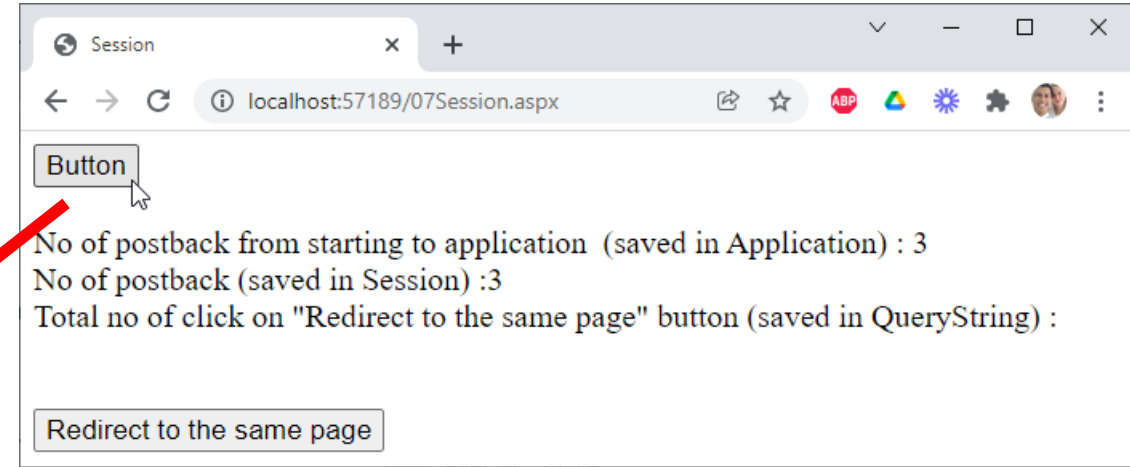 Session
localhost:57189/07Session.aspx
ABP
Button
No of postback from starting to application  (saved in Application) : 3
No of postback (saved in Session) :3
Total no of click on "Redirect to the same page" button (saved in QueryString) :
Redirect to the same page